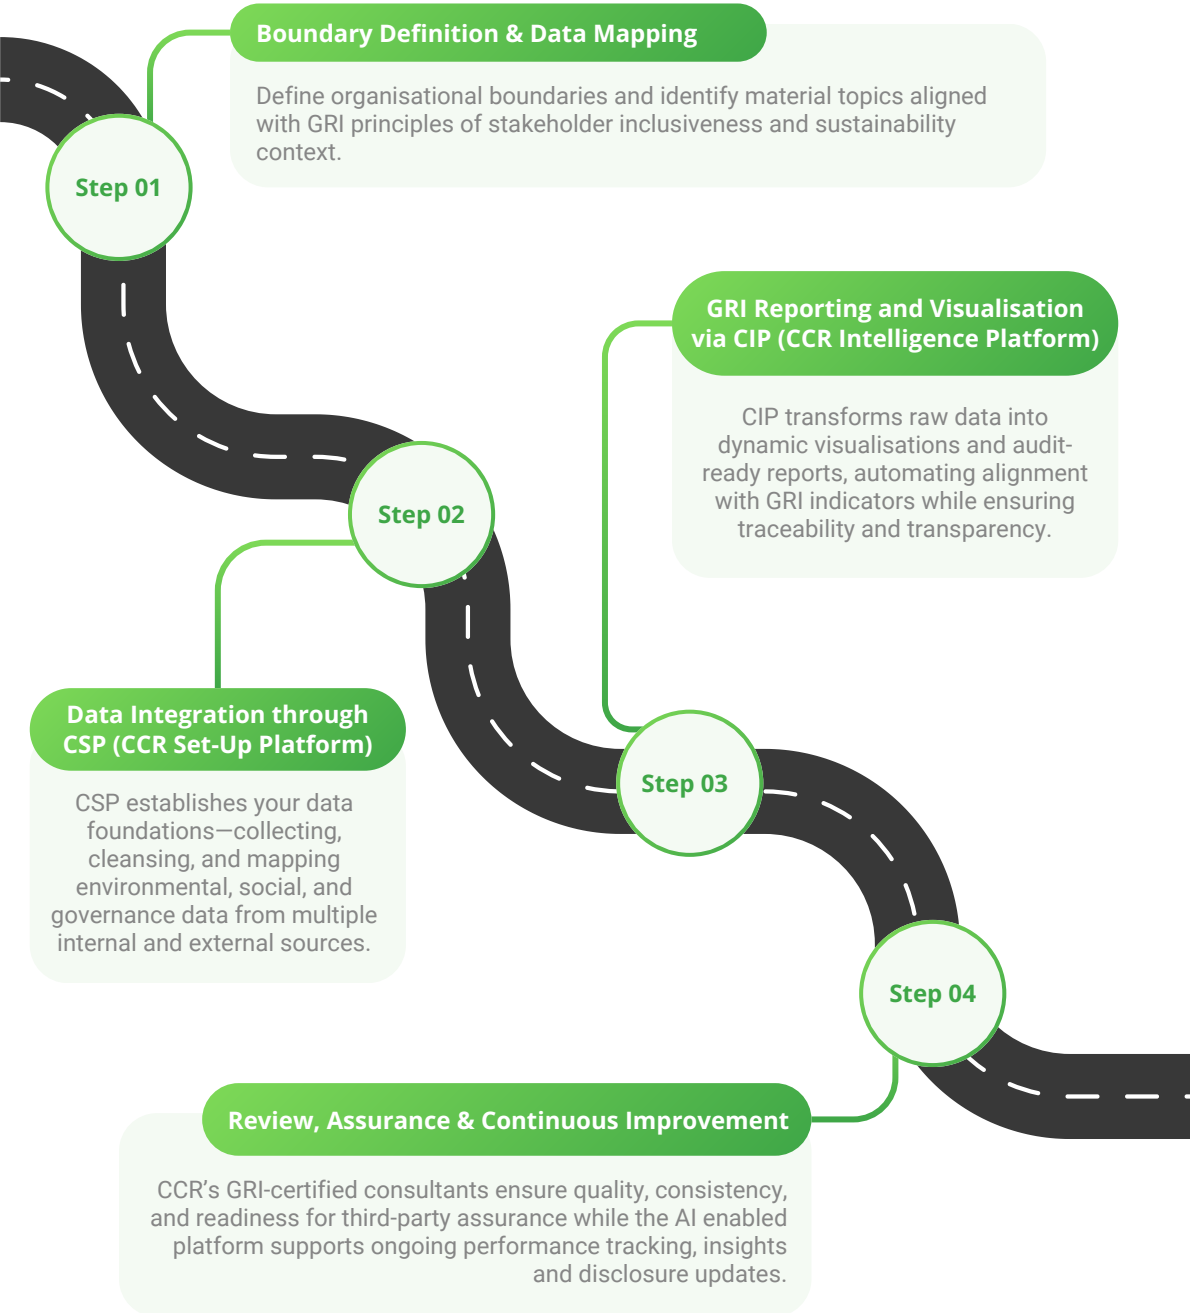 Boundary Definition & Data Mapping
Define organisational boundaries and identify material topics aligned
with GRI principles of stakeholder inclusiveness and sustainability
context.
Step 01
GRI Reporting and Visualisation
via CIP (CCR Intelligence Platform)
CIP transforms raw data into
dynamic visualisations and audit-
ready reports, automating alignment
with GRI indicators while ensuring
traceability and transparency.
Step 02
Data Integration through
CSP (CCR Set-Up Platform)
CSP establishes your data
foundations—collecting,
cleansing, and mapping
environmental, social, and
governance data from multiple
internal and external sources.
Step 03
Step 04
Review, Assurance & Continuous Improvement
CCR’s GRI-certified consultants ensure quality, consistency,
and readiness for third-party assurance while the AI enabled
platform supports ongoing performance tracking, insights
and disclosure updates.